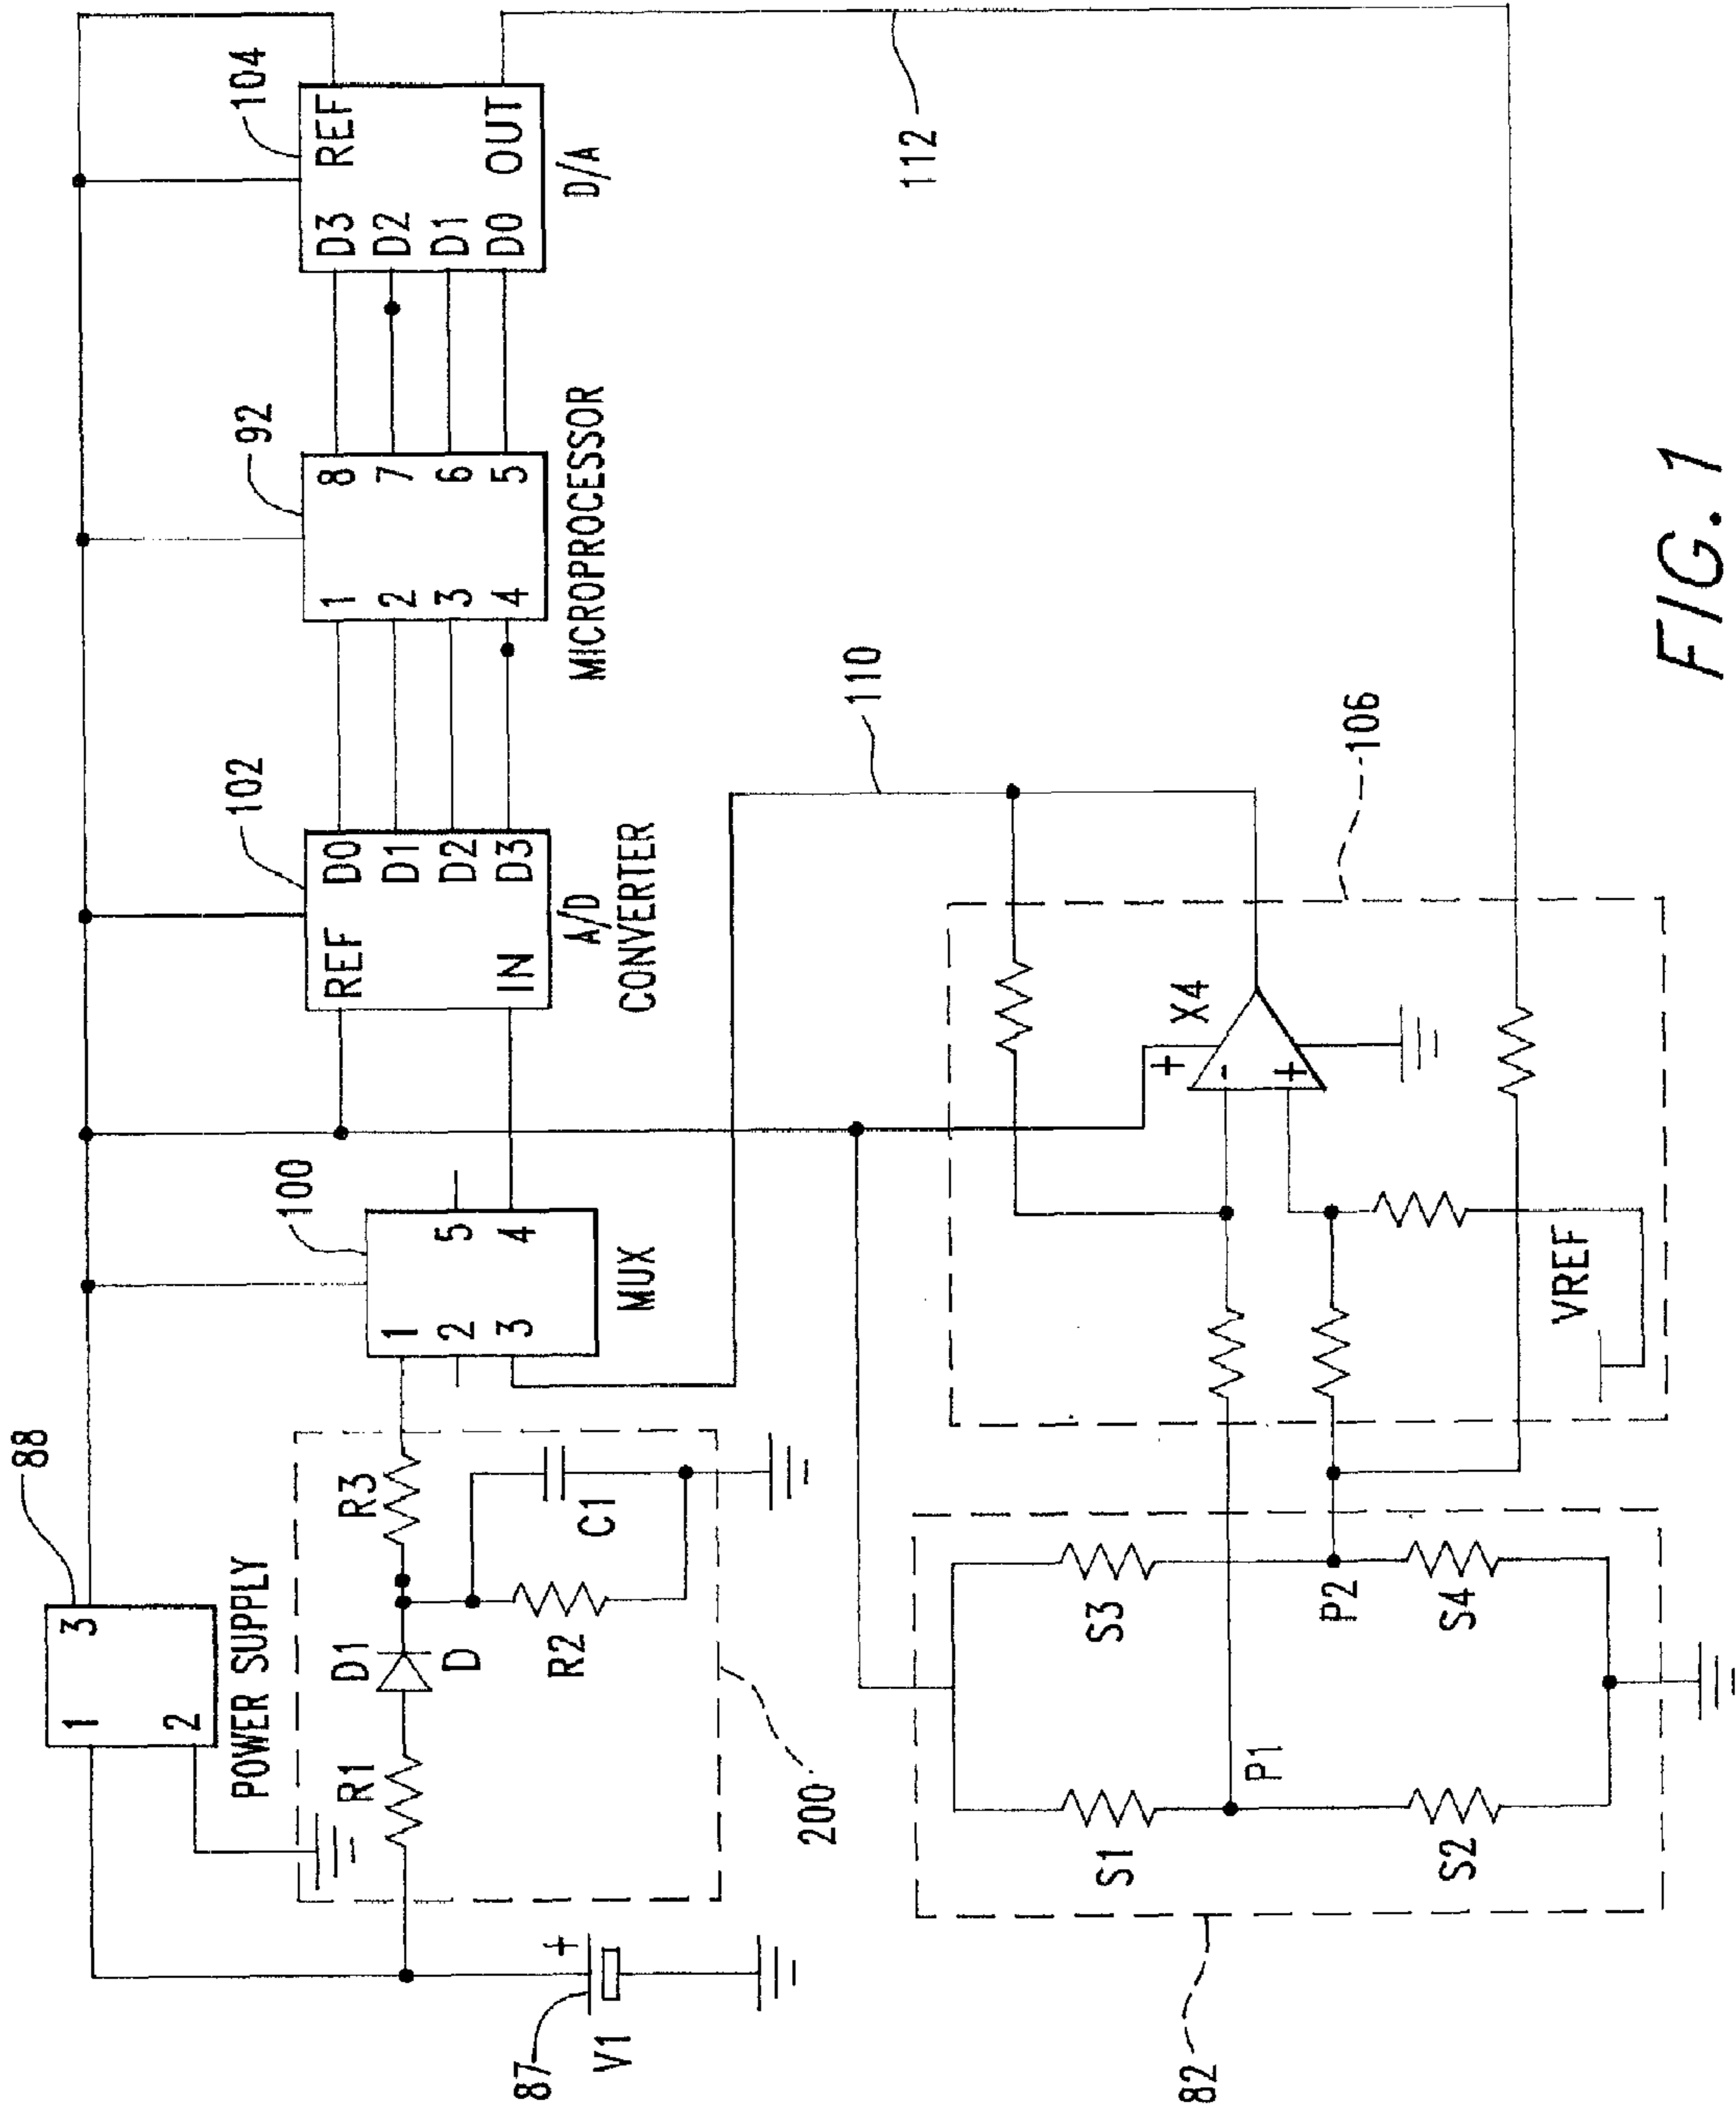 88
3
1
2
POWER SUPPLY
104
D3 REF
D2
D1
D0 OUT
D/A
92
1 8
2 7
3 6
4 5
MICROPROCESSOR
102
REF D0
D1
D2
IN D3
A/D
CONVERTER
100
1
2 5
3 4
MUX
R1
D1
D
R3
R2
C1
200
87
+
V1
112
110
106
X4
+
-
+
VREF
S1
S3
P1
P2
S2
S4
82
FIG. 1